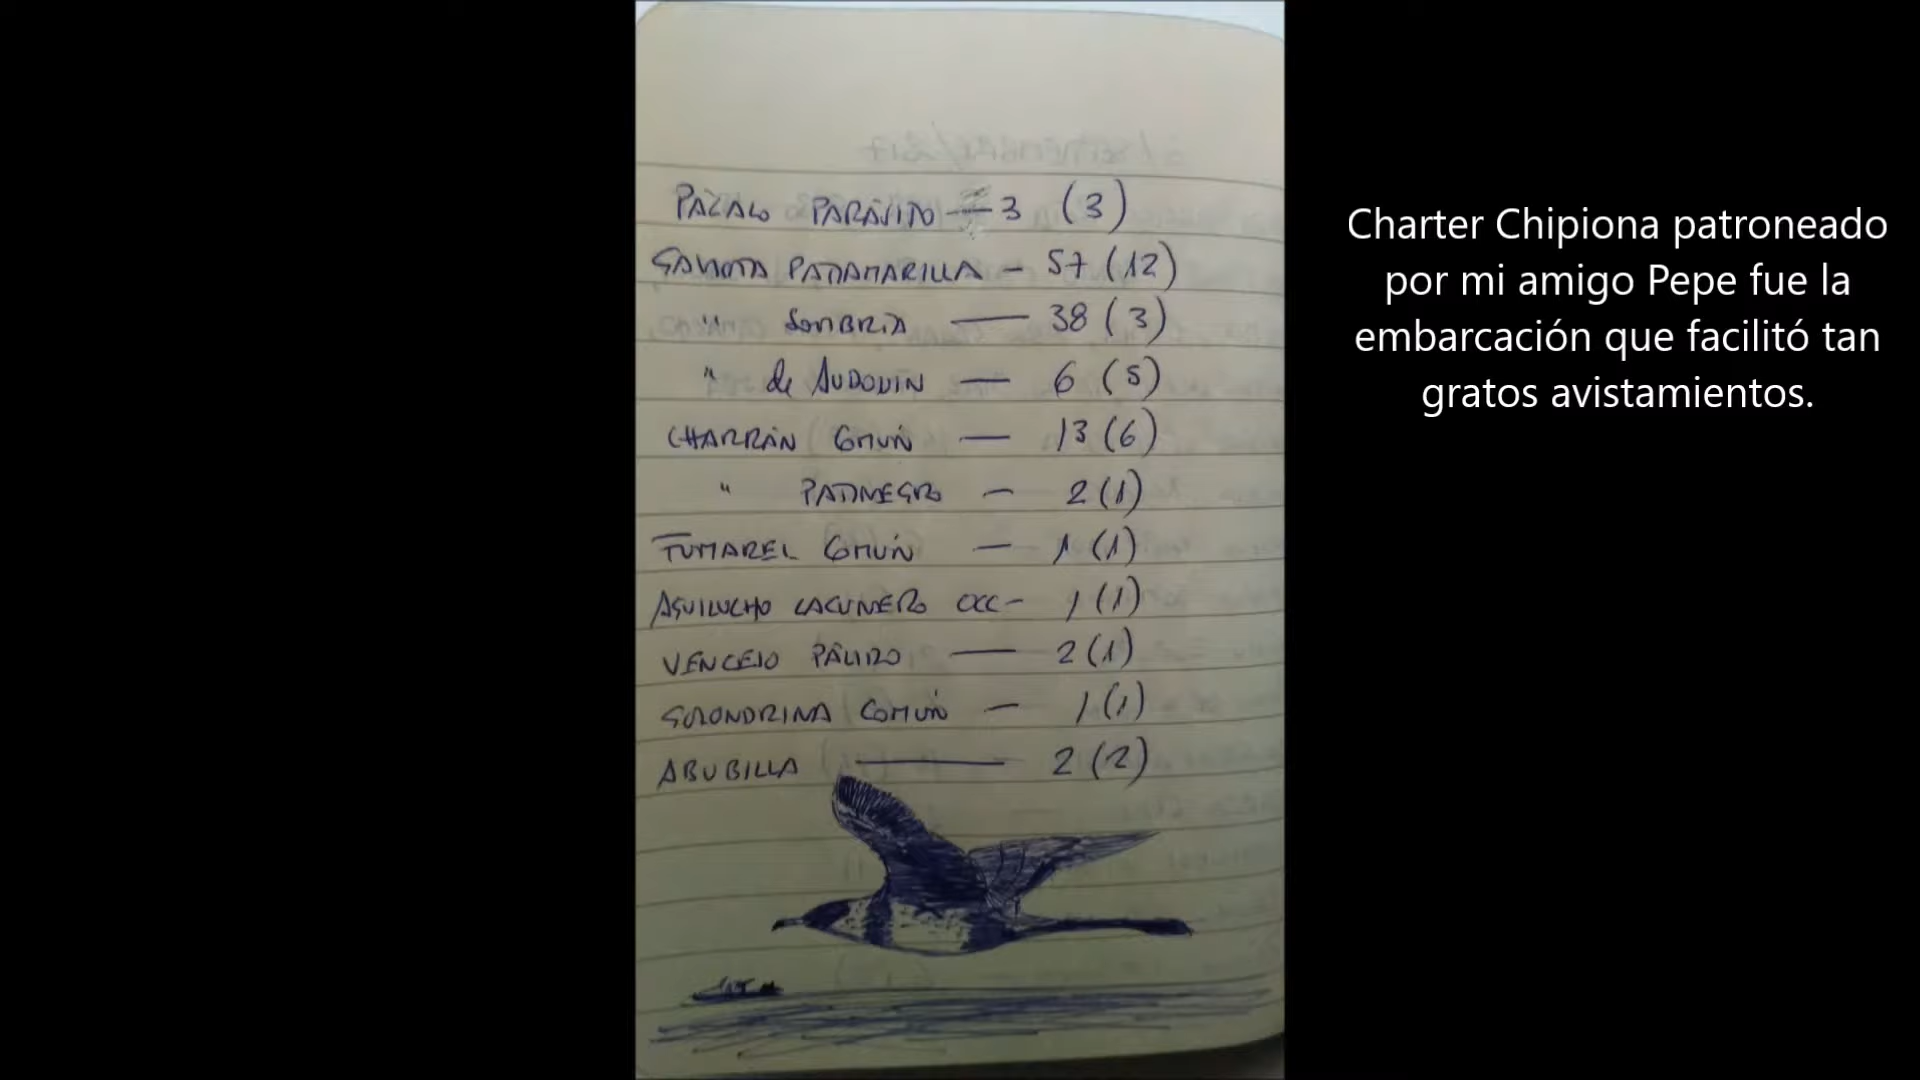 PÁGALO PARÁSITO — 3 (3)
GAVIOTA PATIAMARILLA — 57 (12)
" SOMBRÍA — 38 (3)
" de AUDOUIN — 6 (5)
CHARRÁN COMÚN — 13 (6)
" PATINEGRO — 2 (1)
FUMAREL COMÚN — 1 (1)
AGUILUCHO LAGUNERO OCC — 1 (1)
VENCEJO PÁLIDO — 2 (1)
GOLONDRINA COMÚN — 1 (1)
ABUBILLA — 2 (2)
Charter Chipiona patroneado
por mi amigo Pepe fue la
embarcación que facilitó tan
gratos avistamientos.